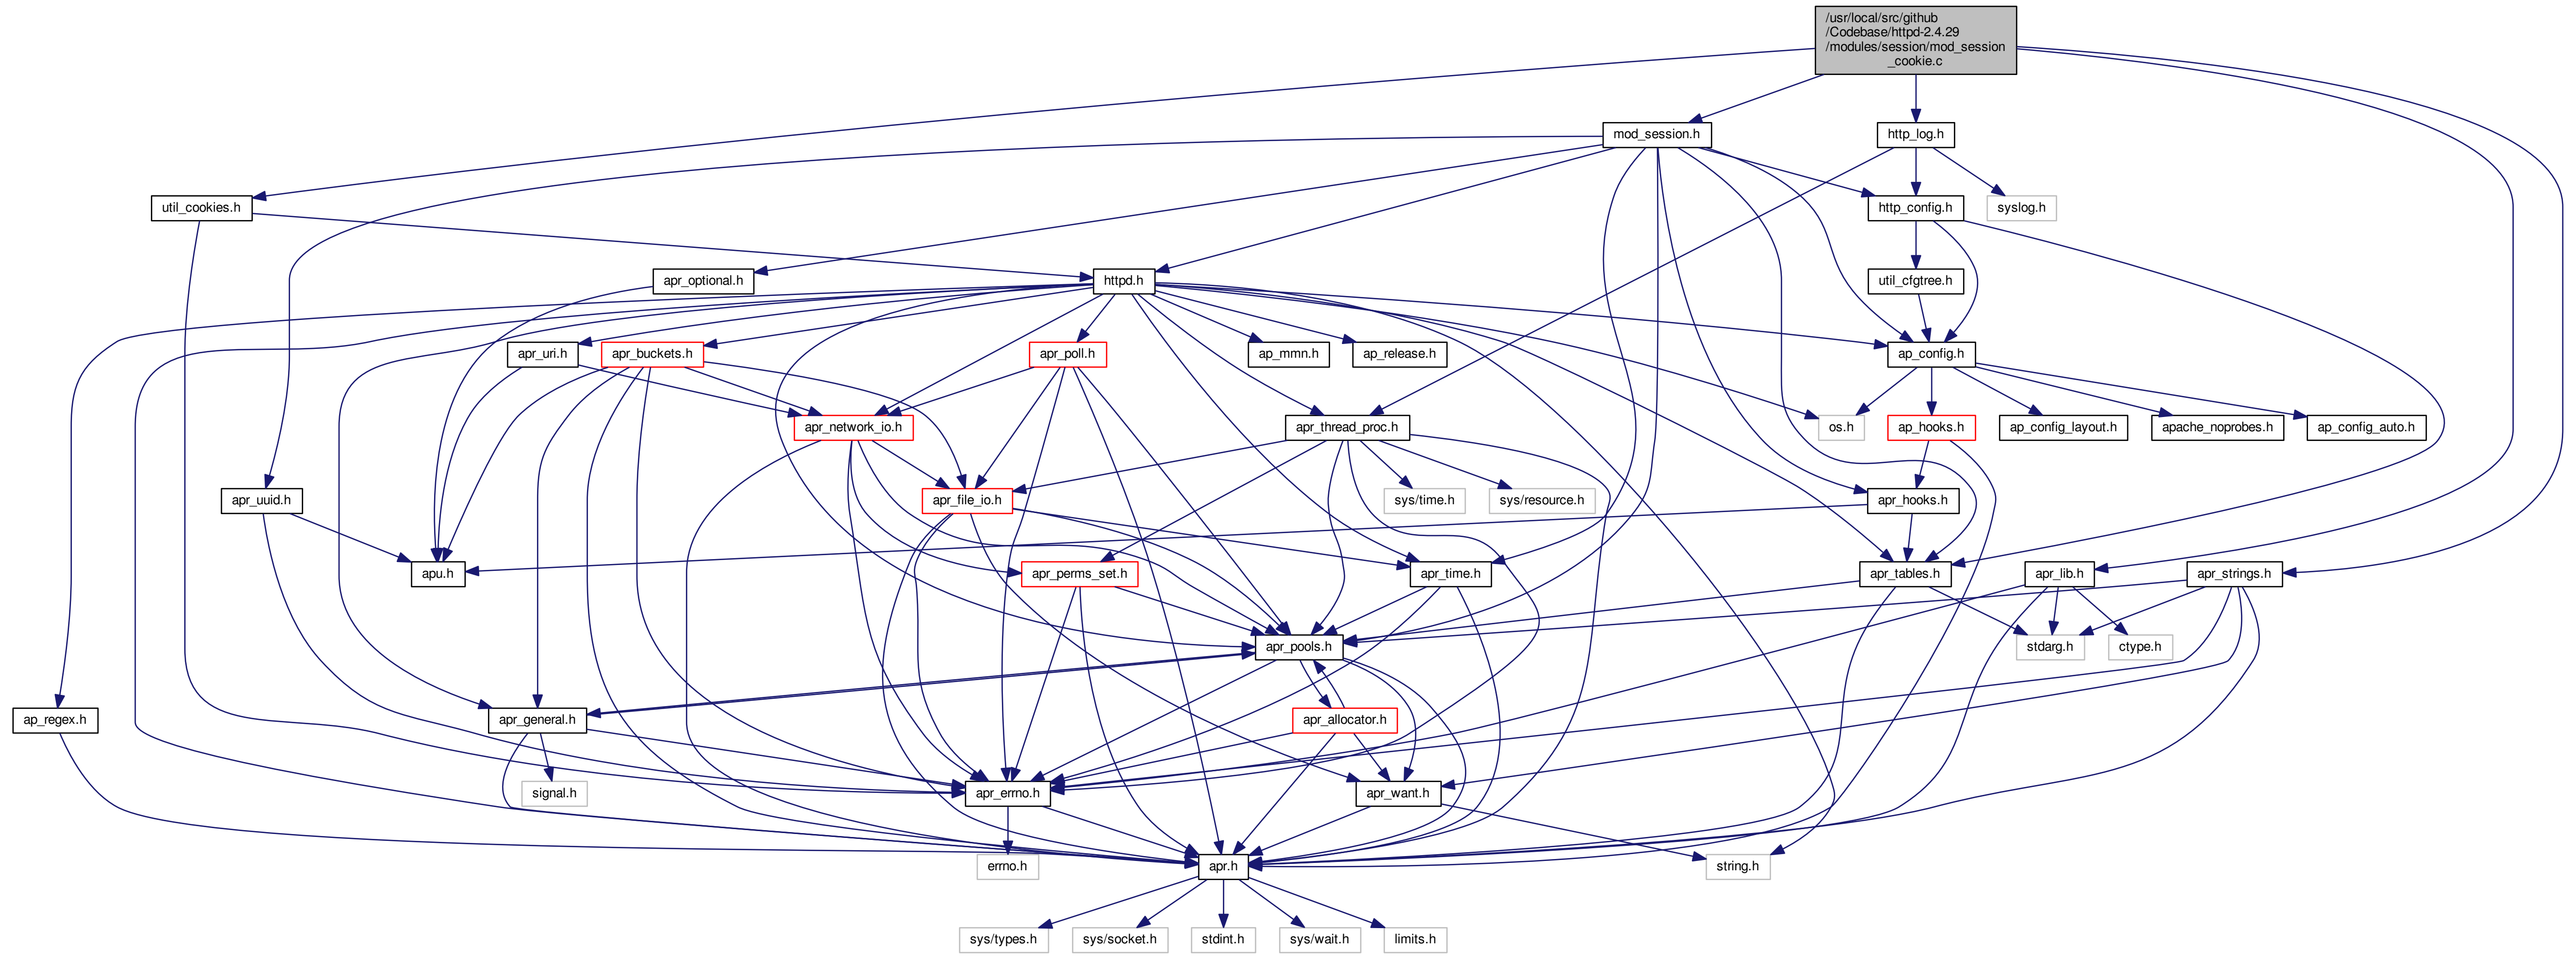 /usr/local/src/github
/Codebase/httpd-2.4.29
/modules/session/mod_session
_cookie.c
mod_session.h
http_log.h
util_cookies.h
http_config.h
syslog.h
apr_optional.h
httpd.h
util_cfgtree.h
apr_uri.h
apr_buckets.h
apr_poll.h
ap_mmn.h
ap_release.h
ap_config.h
apr_network_io.h
apr_thread_proc.h
os.h
ap_hooks.h
ap_config_layout.h
apache_noprobes.h
ap_config_auto.h
apr_uuid.h
apr_file_io.h
sys/time.h
sys/resource.h
apr_hooks.h
apu.h
apr_perms_set.h
apr_time.h
apr_tables.h
apr_lib.h
apr_strings.h
apr_pools.h
stdarg.h
ctype.h
ap_regex.h
apr_general.h
apr_allocator.h
signal.h
apr_errno.h
apr_want.h
errno.h
apr.h
string.h
sys/types.h
sys/socket.h
stdint.h
sys/wait.h
limits.h